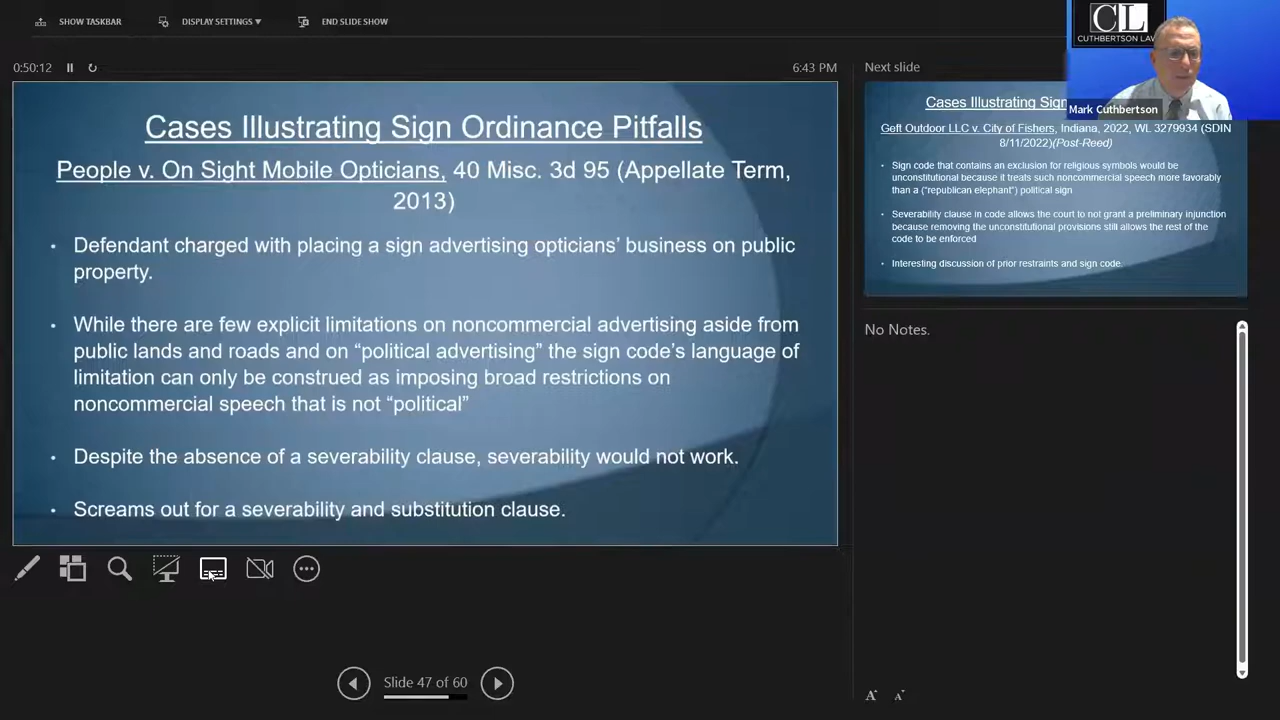 SHOW TASKBAR
DISPLAY SETTINGS ▼
END SLIDE SHOW
CL
CUTHBERTSON LAW
Mark Cuthbertson
0:50:12
6:43 PM
Cases Illustrating Sign Ordinance Pitfalls
People v. On Sight Mobile Opticians, 40 Misc. 3d 95 (Appellate Term,
2013)
• Defendant charged with placing a sign advertising opticians’ business on public
property.
• While there are few explicit limitations on noncommercial advertising aside from
public lands and roads and on “political advertising” the sign code’s language of
limitation can only be construed as imposing broad restrictions on
noncommercial speech that is not “political”
• Despite the absence of a severability clause, severability would not work.
• Screams out for a severability and substitution clause.
Slide 47 of 60
Next slide
Cases Illustrating Sign
Geft Outdoor LLC v. City of Fishers, Indiana, 2022, WL 3279934 (SDIN
8/11/2022)(Post-Reed)
• Sign code that contains an exclusion for religious symbols would be
unconstitutional because it treats such noncommercial speech more favorably
than a (“republican elephant”) political sign
• Severability clause in code allows the court to not grant a preliminary injunction
because removing the unconstitutional provisions still allows the rest of the
code to be enforced
• Interesting discussion of prior restraints and sign code.
No Notes.
A A